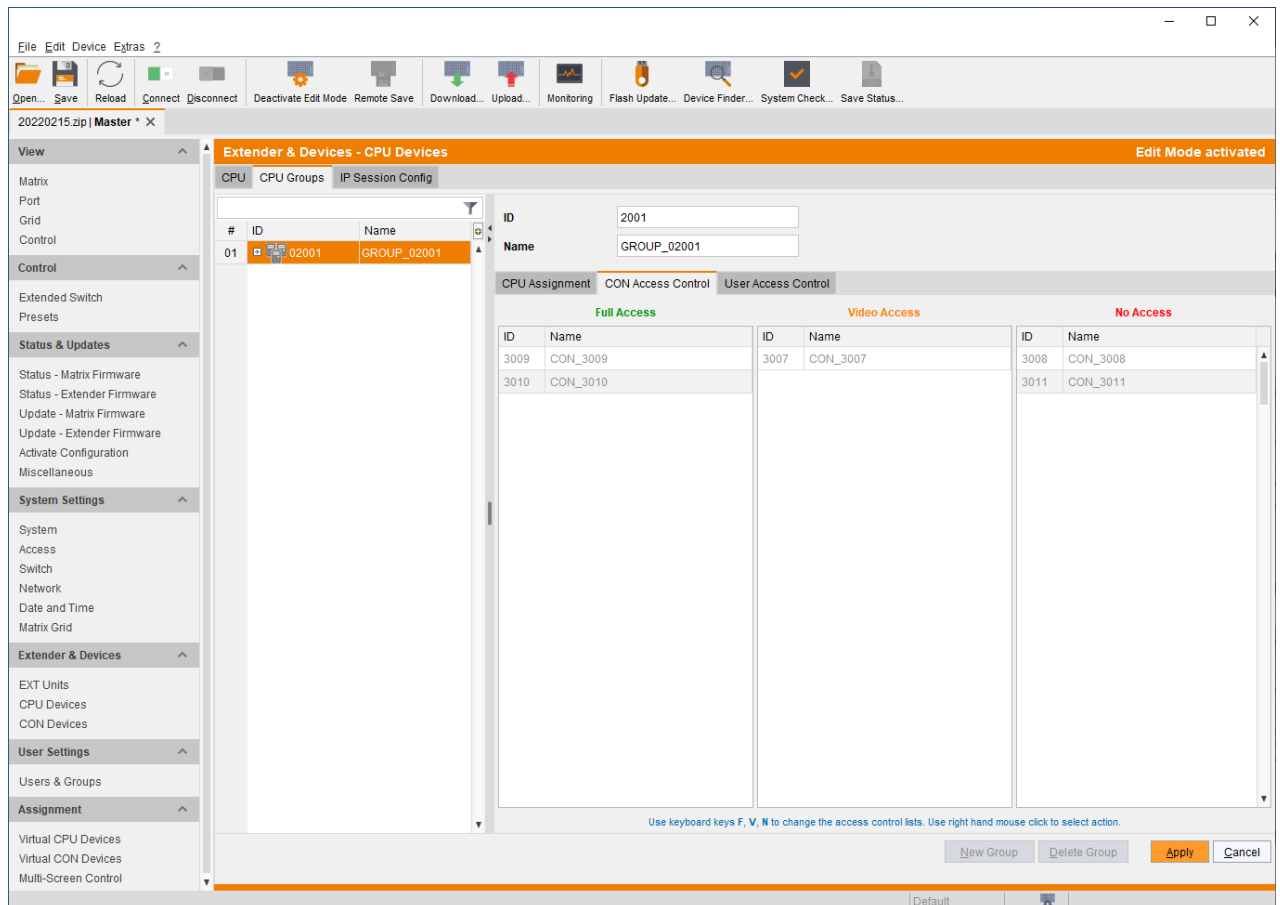 File Edit Device Extras ?
Open... Save Reload Connect Disconnect Deactivate Edit Mode Remote Save Download... Upload... Monitoring Flash Update... Device Finder... System Check... Save Status...
20220215.zip | Master *
View
Matrix
Port
Grid
Control
Control
Extended Switch
Presets
Status & Updates
Status - Matrix Firmware
Status - Extender Firmware
Update - Matrix Firmware
Update - Extender Firmware
Activate Configuration
Miscellaneous
System Settings
System
Access
Switch
Network
Date and Time
Matrix Grid
Extender & Devices
EXT Units
CPU Devices
CON Devices
User Settings
Users & Groups
Assignment
Virtual CPU Devices
Virtual CON Devices
Multi-Screen Control
Extender & Devices - CPU Devices Edit Mode activated
CPU CPU Groups IP Session Config
# ID Name
01 02001 GROUP_02001
ID 2001
Name GROUP_02001
CPU Assignment CON Access Control User Access Control
Full Access Video Access No Access
ID Name ID Name ID Name
3009 CON_3009 3007 CON_3007 3008 CON_3008
3010 CON_3010 3011 CON_3011
Use keyboard keys F, V, N to change the access control lists. Use right hand mouse click to select action.
New Group Delete Group Apply Cancel
Default